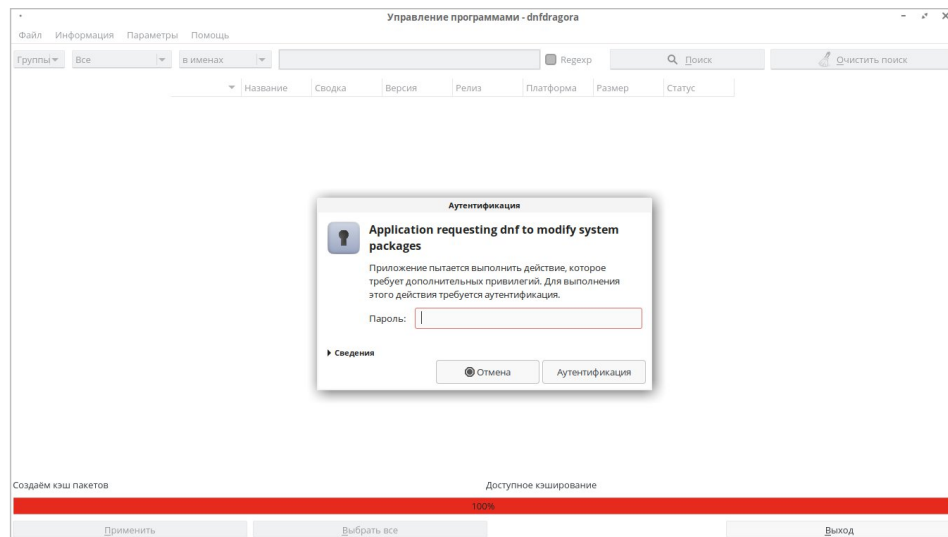 Управление программами - dnfdragora
Файл Информация Параметры Помощь
Группы Все в именах Regexp Поиск Очистить поиск
Название Сводка Версия Релиз Платформа Размер Статус
Аутентификация
Application requesting dnf to modify system
packages
Приложение пытается выполнить действие, которое
требует дополнительных привилегий. Для выполнения
этого действия требуется аутентификация.
Пароль:
Сведения
Отмена Аутентификация
Создаём кэш пакетов Доступное кэширование
100%
Применить Выбрать все Выход